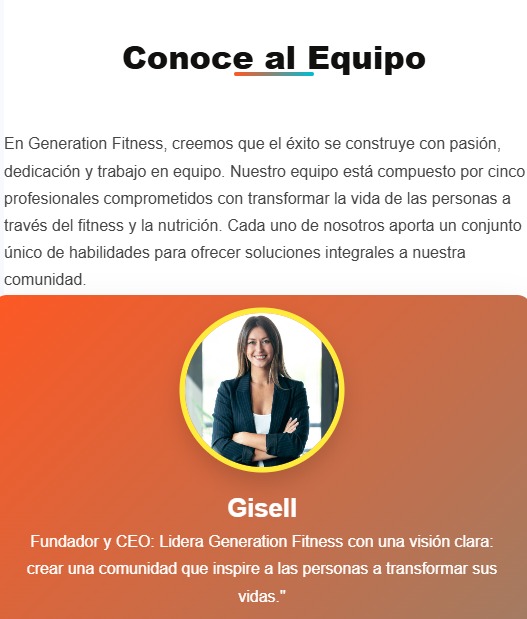 Conoce al Equipo
En Generation Fitness, creemos que el éxito se construye con pasión,
dedicación y trabajo en equipo. Nuestro equipo está compuesto por cinco
profesionales comprometidos con transformar la vida de las personas a
través del fitness y la nutrición. Cada uno de nosotros aporta un conjunto
único de habilidades para ofrecer soluciones integrales a nuestra
comunidad.
Gisell
Fundador y CEO: Lidera Generation Fitness con una visión clara:
crear una comunidad que inspire a las personas a transformar sus
vidas."